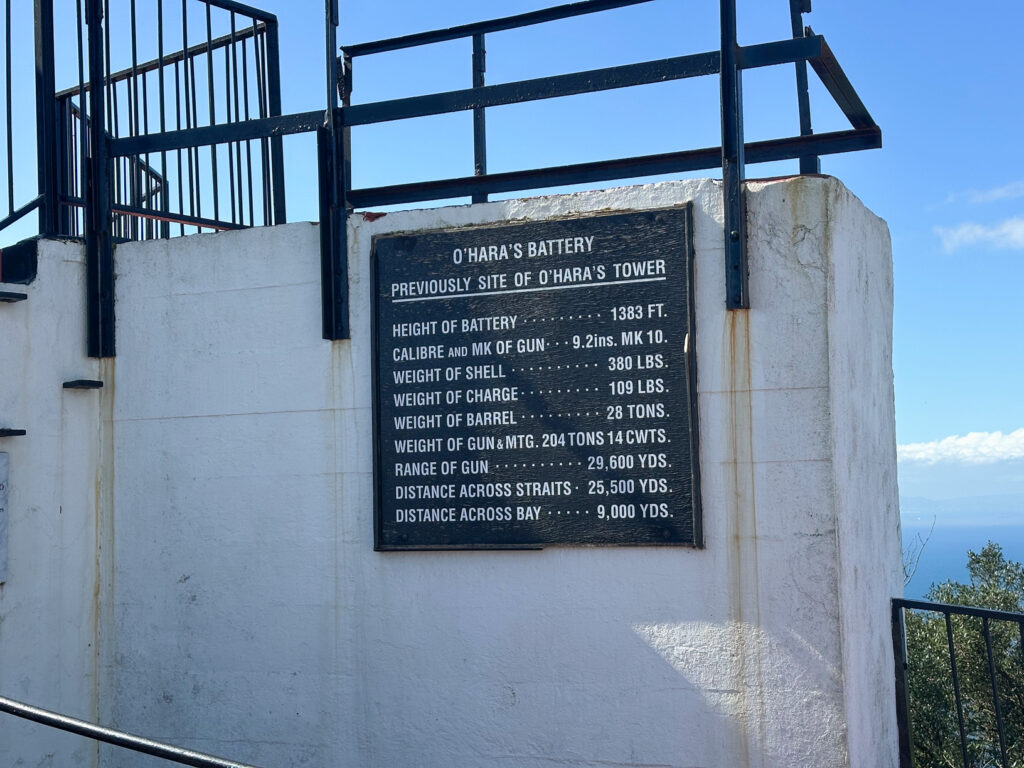 O'HARA'S BATTERY
PREVIOUSLY SITE OF O'HARA'S TOWER
HEIGHT OF BATTERY ········· 1383 FT.
CALIBRE AND MK OF GUN··· 9.2ins. MK 10.
WEIGHT OF SHELL ·········· 380 LBS.
WEIGHT OF CHARGE········· 109 LBS.
WEIGHT OF BARREL ········· 28 TONS.
WEIGHT OF GUN & MTG. 204 TONS 14 CWTS.
RANGE OF GUN ·········· 29,600 YDS.
DISTANCE ACROSS STRAITS· 25,500 YDS.
DISTANCE ACROSS BAY ····· 9,000 YDS.